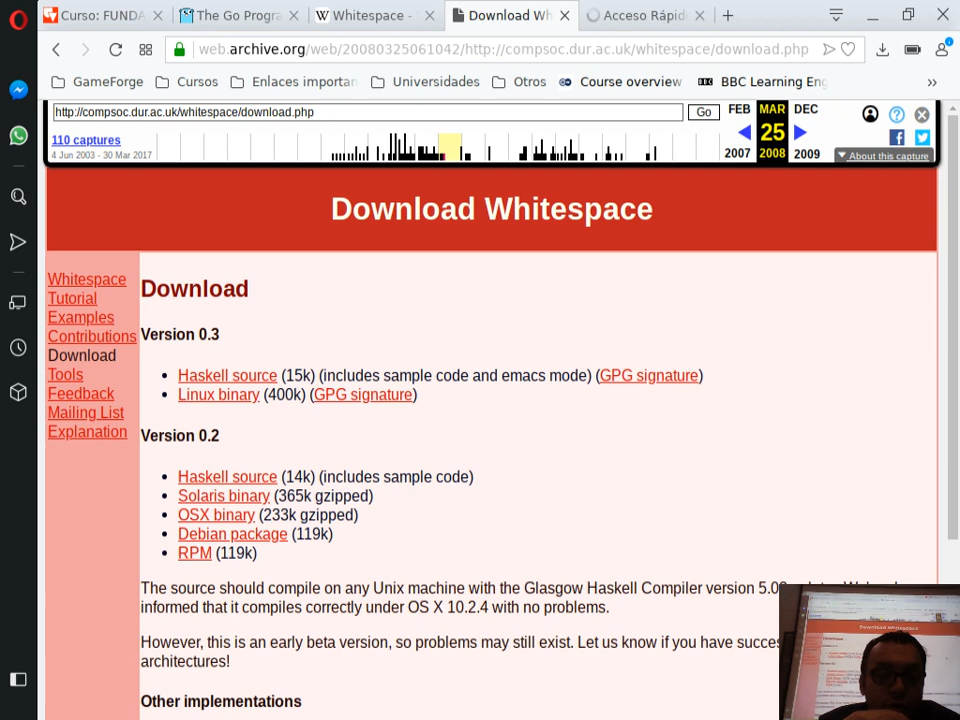 Curso: FUNDA
The Go Progra
Whitespace -
Download Wh
Acceso Rápid
web.archive.org/web/20080325061042/http://compsoc.dur.ac.uk/whitespace/download.php
GameForge Cursos Enlaces importan Universidades Otros Course overview BBC Learning Eng
http://compsoc.dur.ac.uk/whitespace/download.php Go FEB MAR DEC
110 captures 25
4 Jun 2003 - 30 Mar 2017 2007 2008 2009 About this capture
Download Whitespace
Whitespace
Tutorial
Examples
Contributions
Download
Tools
Feedback
Mailing List
Explanation
Download
Version 0.3
• Haskell source (15k) (includes sample code and emacs mode) (GPG signature)
• Linux binary (400k) (GPG signature)
Version 0.2
• Haskell source (14k) (includes sample code)
• Solaris binary (365k gzipped)
• OSX binary (233k gzipped)
• Debian package (119k)
• RPM (119k)
The source should compile on any Unix machine with the Glasgow Haskell Compiler version
informed that it compiles correctly under OS X 10.2.4 with no problems.
However, this is an early beta version, so problems may still exist. Let us know if you have succe
architectures!
Other implementations
Download Whitespace